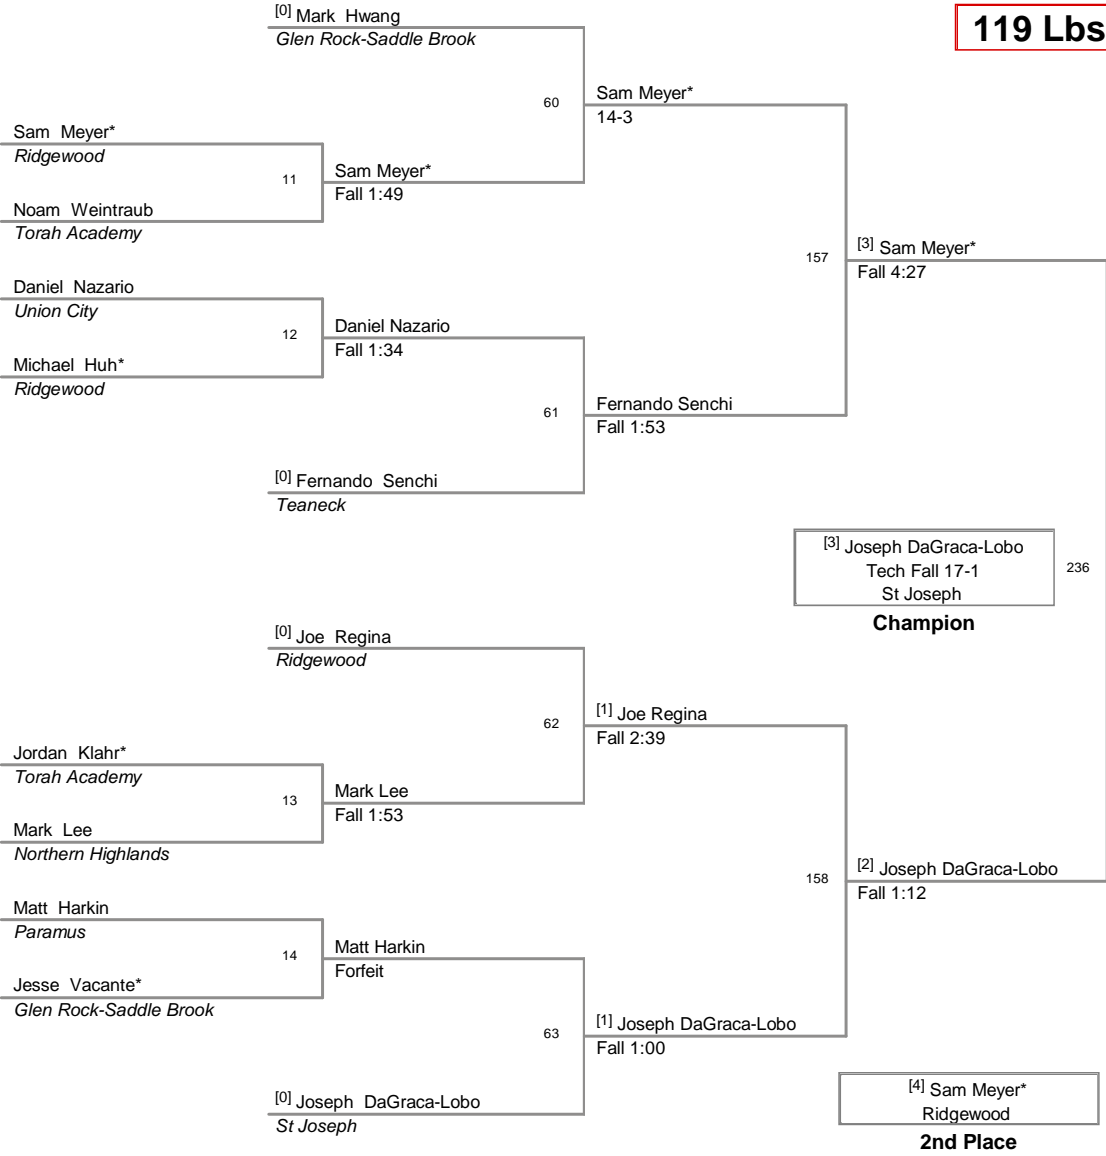 [0] Mark Hwang
Glen Rock-Saddle Brook
119 Lbs
60
Sam Meyer*
14-3
Sam Meyer*
Ridgewood
11
Sam Meyer*
Fall 1:49
Noam Weintraub
Torah Academy
157
[3] Sam Meyer*
Fall 4:27
Daniel Nazario
Union City
12
Daniel Nazario
Fall 1:34
Michael Huh*
Ridgewood
61
Fernando Senchi
Fall 1:53
[0] Fernando Senchi
Teaneck
[3] Joseph DaGraca-Lobo
Tech Fall 17-1
St Joseph
236
Champion
[0] Joe Regina
Ridgewood
62
[1] Joe Regina
Fall 2:39
Jordan Klahr*
Torah Academy
13
Mark Lee
Fall 1:53
Mark Lee
Northern Highlands
158
[2] Joseph DaGraca-Lobo
Fall 1:12
Matt Harkin
Paramus
14
Matt Harkin
Forfeit
Jesse Vacante*
Glen Rock-Saddle Brook
63
[1] Joseph DaGraca-Lobo
Fall 1:00
[0] Joseph DaGraca-Lobo
St Joseph
[4] Sam Meyer*
Ridgewood
2nd Place